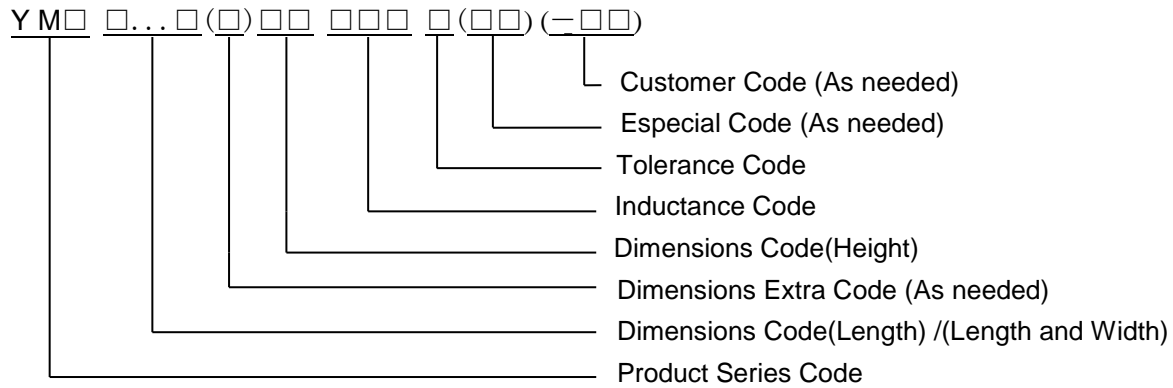 YM□ □...□(□)□□ □□□ □(□□)(-□□)
Customer Code (As needed)
Especial Code (As needed)
Tolerance Code
Inductance Code
Dimensions Code(Height)
Dimensions Extra Code (As needed)
Dimensions Code(Length) /(Length and Width)
Product Series Code